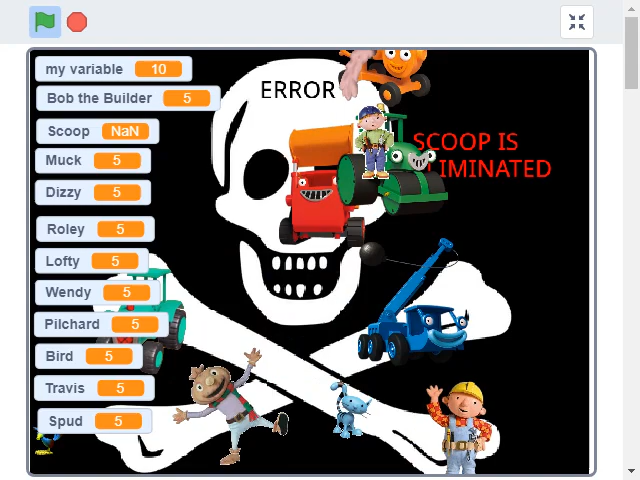 my variable 10
Bob the Builder 5
Scoop NaN
Muck 5
Dizzy 5
Roley 5
Lofty 5
Wendy 5
Pilchard 5
Bird 5
Travis 5
Spud 5
ERROR
SCOOP IS
LIMINATED